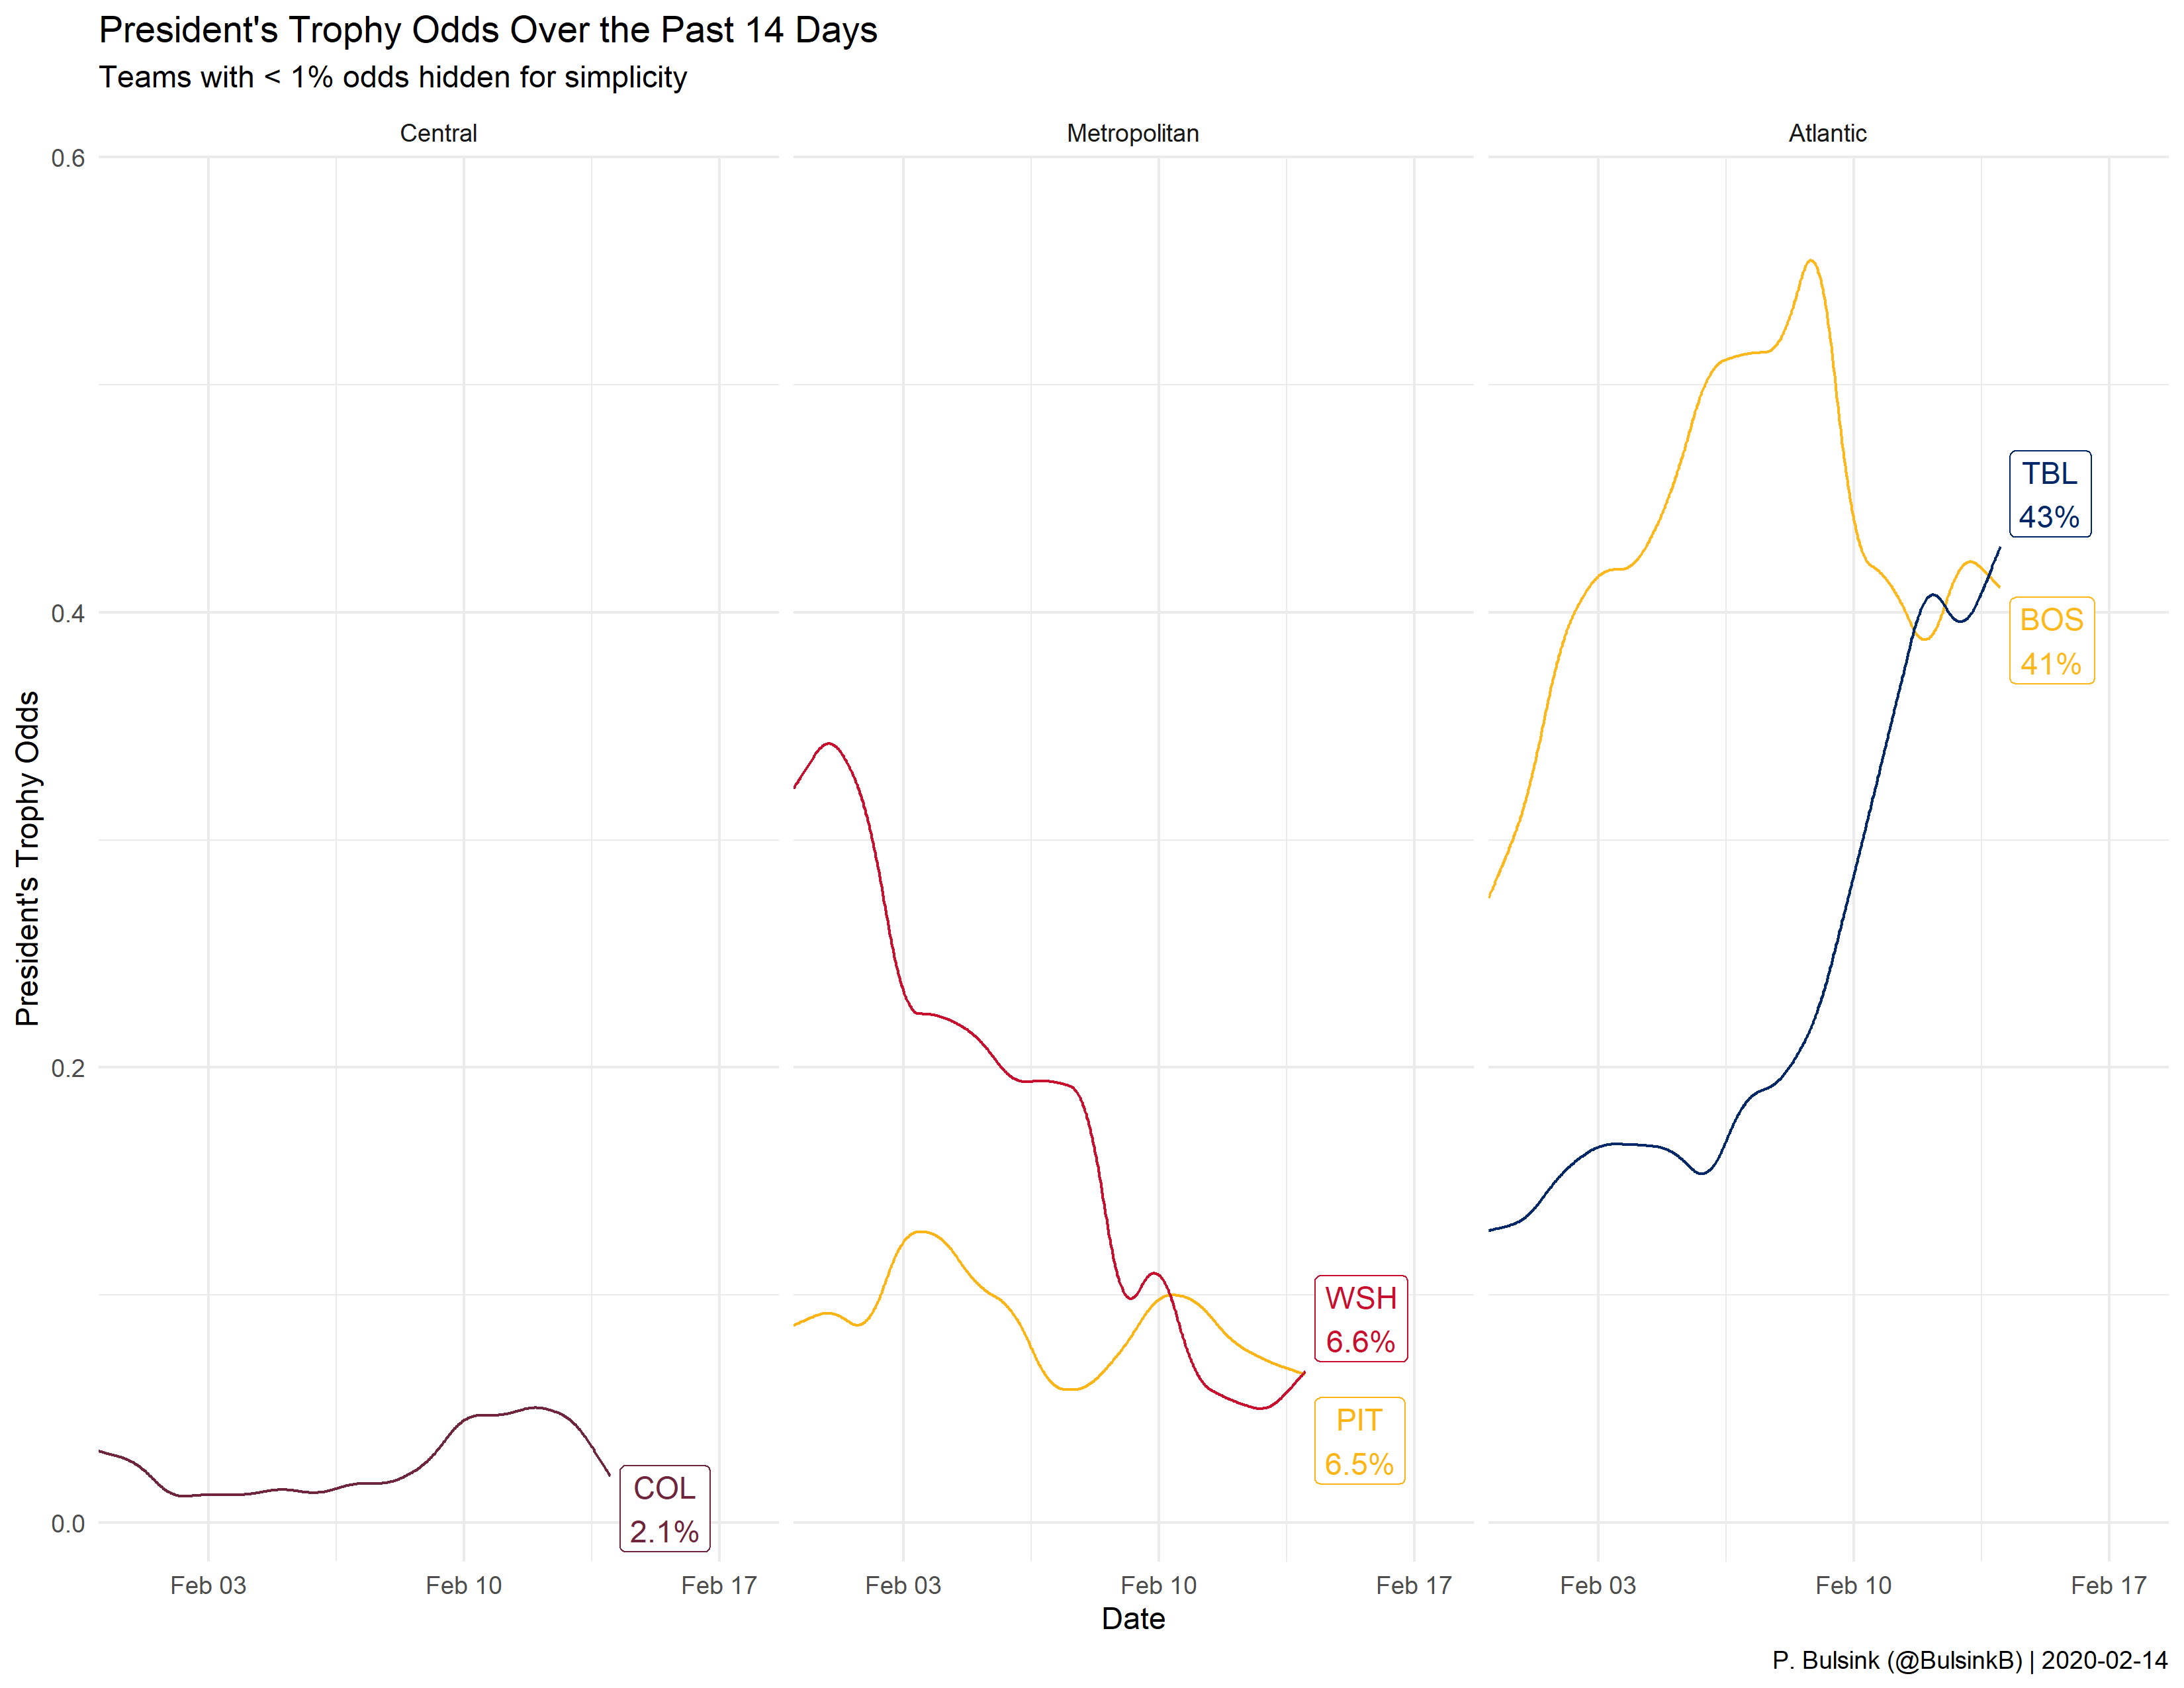 President's Trophy Odds Over the Past 14 Days
Teams with < 1% odds hidden for simplicity
Central
Metropolitan
Atlantic
President's Trophy Odds
0.6
0.4
0.2
0.0
TBL
43%
BOS
41%
WSH
6.6%
PIT
6.5%
COL
2.1%
Feb 03
Feb 10
Feb 17
Feb 03
Feb 10
Feb 17
Feb 03
Feb 10
Feb 17
Date
P. Bulsink (@BulsinkB) | 2020-02-14